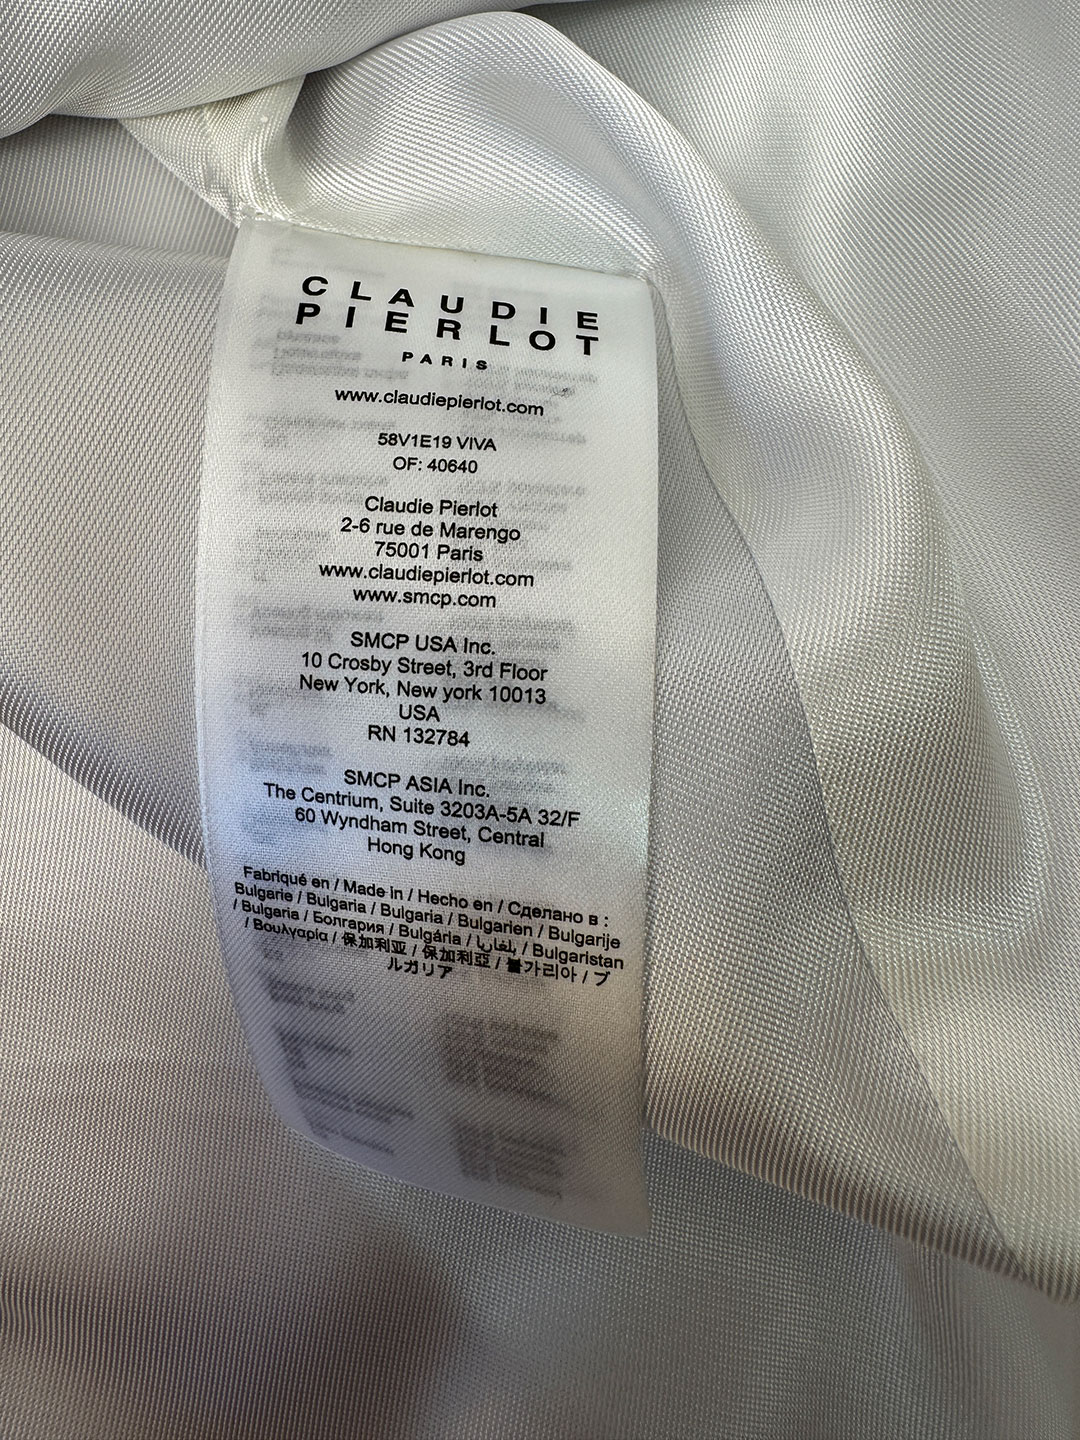 CLAUDIE
PIERLOT
PARIS
www.claudiepierlot.com
58V1E19 VIVA
OF: 40640
Claudie Pierlot
2-6 rue de Marengo
75001 Paris
www.claudiepierlot.com
www.smcp.com
SMCP USA Inc.
10 Crosby Street, 3rd Floor
New York, New york 10013
USA
RN 132784
SMCP ASIA Inc.
The Centrium, Suite 3203A-5A 32/F
60 Wyndham Street, Central
Hong Kong
Fabriqué en / Made in / Hecho en / Сделано в :
Bulgarie / Bulgaria / Bulgaria / Bulgarien / Bulgarije
/ Bulgaria / Болгария / Bulgária / بلغاريا / Bulgaristan
/ Βουλγαρία / 保加利亚 / 保加利亞 / 불가리아 / ブ
ルガリア